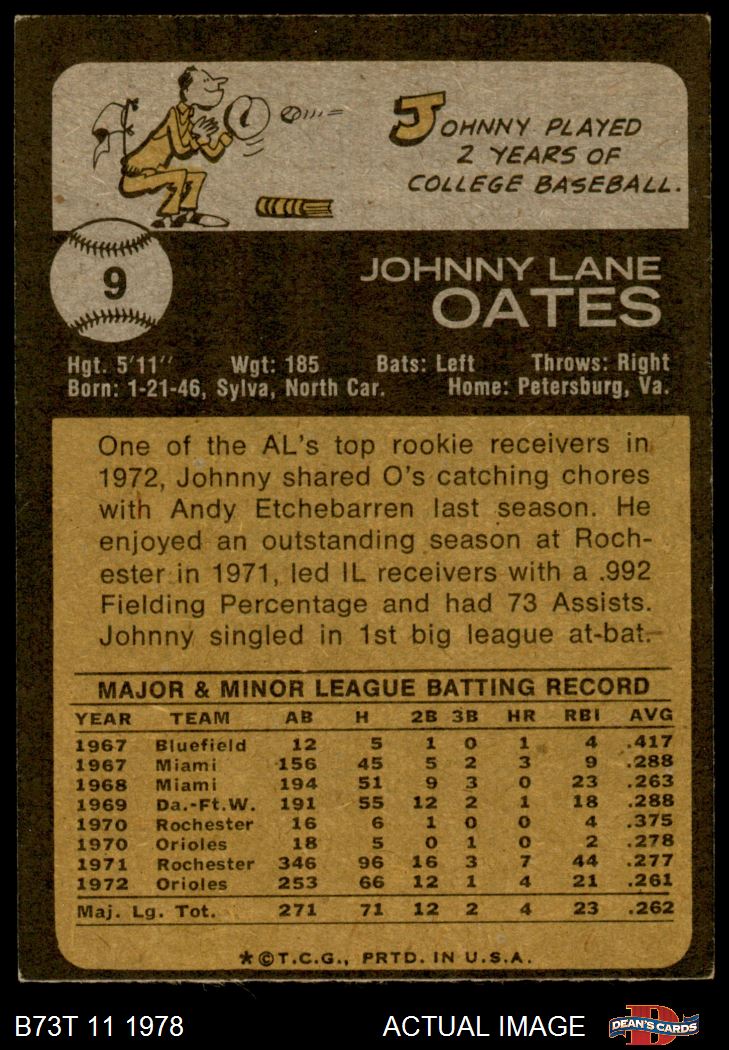 JOHNNY PLAYED
2 YEARS OF
COLLEGE BASEBALL.
9
JOHNNY LANE
OATES
Hgt. 5'11" Wgt: 185 Bats: Left Throws: Right
Born: 1-21-46, Sylva, North Car. Home: Petersburg, Va.
One of the AL's top rookie receivers in
1972, Johnny shared O's catching chores
with Andy Etchebarren last season. He
enjoyed an outstanding season at Roch-
ester in 1971, led IL receivers with a .992
Fielding Percentage and had 73 Assists.
Johnny singled in 1st big league at-bat.
MAJOR & MINOR LEAGUE BATTING RECORD
YEAR TEAM AB H 2B 3B HR RBI AVG
1967 Bluefield 12 5 1 0 1 4 .417
1967 Miami 156 45 5 2 3 9 .288
1968 Miami 194 51 9 3 0 23 .263
1969 Da.-Ft.W. 191 55 12 2 1 18 .288
1970 Rochester 16 6 1 0 0 4 .375
1970 Orioles 18 5 0 1 0 2 .278
1971 Rochester 346 96 16 3 7 44 .277
1972 Orioles 253 66 12 1 4 21 .261
Maj. Lg. Tot. 271 71 12 2 4 23 .262
*©T.C.G., PRTD. IN U.S.A.
B73T 11 1978 ACTUAL IMAGE DEAN'S CARDS